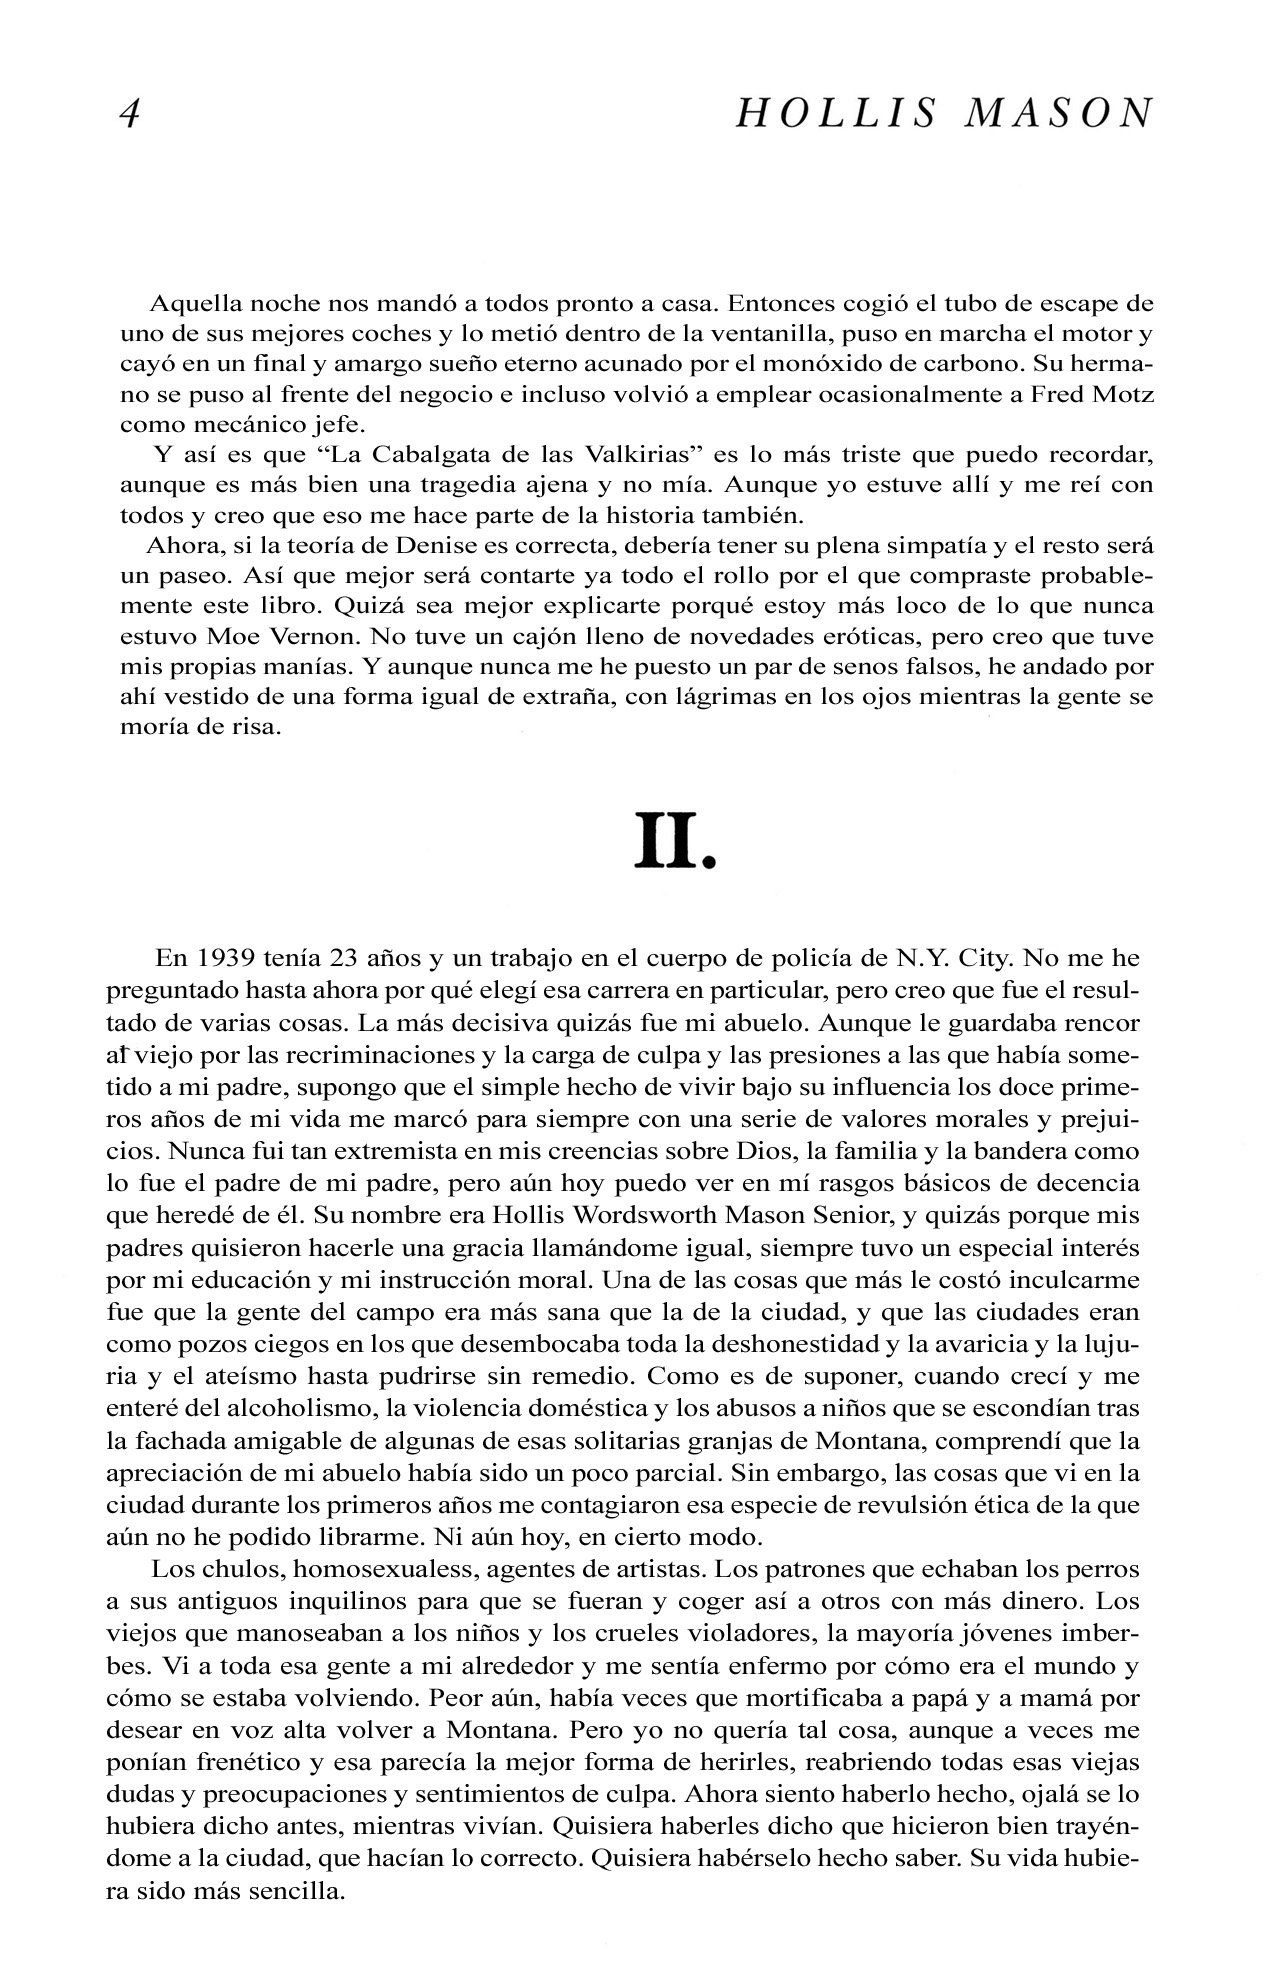 4 HOLLIS MASON
Aquella noche nos mandó a todos pronto a casa. Entonces cogió el tubo de escape de
uno de sus mejores coches y lo metió dentro de la ventanilla, puso en marcha el motor y
cayó en un final y amargo sueño eterno acunado por el monóxido de carbono. Su herma-
no se puso al frente del negocio e incluso volvió a emplear ocasionalmente a Fred Motz
como mecánico jefe.
Y así es que “La Cabalgata de las Valkirias” es lo más triste que puedo recordar,
aunque es más bien una tragedia ajena y no mía. Aunque yo estuve allí y me reí con
todos y creo que eso me hace parte de la historia también.
Ahora, si la teoría de Denise es correcta, debería tener su plena simpatía y el resto será
un paseo. Así que mejor será contarte ya todo el rollo por el que compraste probable-
mente este libro. Quizá sea mejor explicarte porqué estoy más loco de lo que nunca
estuvo Moe Vernon. No tuve un cajón lleno de novedades eróticas, pero creo que tuve
mis propias manías. Y aunque nunca me he puesto un par de senos falsos, he andado por
ahí vestido de una forma igual de extraña, con lágrimas en los ojos mientras la gente se
moría de risa.
II.
En 1939 tenía 23 años y un trabajo en el cuerpo de policía de N.Y. City. No me he
preguntado hasta ahora por qué elegí esa carrera en particular, pero creo que fue el resul-
tado de varias cosas. La más decisiva quizás fue mi abuelo. Aunque le guardaba rencor
al viejo por las recriminaciones y la carga de culpa y las presiones a las que había some-
tido a mi padre, supongo que el simple hecho de vivir bajo su influencia los doce prime-
ros años de mi vida me marcó para siempre con una serie de valores morales y prejui-
cios. Nunca fui tan extremista en mis creencias sobre Dios, la familia y la bandera como
lo fue el padre de mi padre, pero aún hoy puedo ver en mí rasgos básicos de decencia
que heredé de él. Su nombre era Hollis Wordsworth Mason Senior, y quizás porque mis
padres quisieron hacerle una gracia llamándome igual, siempre tuvo un especial interés
por mi educación y mi instrucción moral. Una de las cosas que más le costó inculcarme
fue que la gente del campo era más sana que la de la ciudad, y que las ciudades eran
como pozos ciegos en los que desembocaba toda la deshonestidad y la avaricia y la luju-
ria y el ateísmo hasta pudrirse sin remedio. Como es de suponer, cuando crecí y me
enteré del alcoholismo, la violencia doméstica y los abusos a niños que se escondían tras
la fachada amigable de algunas de esas solitarias granjas de Montana, comprendí que la
apreciación de mi abuelo había sido un poco parcial. Sin embargo, las cosas que vi en la
ciudad durante los primeros años me contagiaron esa especie de revulsión ética de la que
aún no he podido librarme. Ni aún hoy, en cierto modo.
Los chulos, homosexualess, agentes de artistas. Los patrones que echaban los perros
a sus antiguos inquilinos para que se fueran y coger así a otros con más dinero. Los
viejos que manoseaban a los niños y los crueles violadores, la mayoría jóvenes imber-
bes. Vi a toda esa gente a mi alrededor y me sentía enfermo por cómo era el mundo y
cómo se estaba volviendo. Peor aún, había veces que mortificaba a papá y a mamá por
desear en voz alta volver a Montana. Pero yo no quería tal cosa, aunque a veces me
ponían frenético y esa parecía la mejor forma de herirles, reabriendo todas esas viejas
dudas y preocupaciones y sentimientos de culpa. Ahora siento haberlo hecho, ojalá se lo
hubiera dicho antes, mientras vivían. Quisiera haberles dicho que hicieron bien trayén-
dome a la ciudad, que hacían lo correcto. Quisiera habérselo hecho saber. Su vida hubie-
ra sido más sencilla.